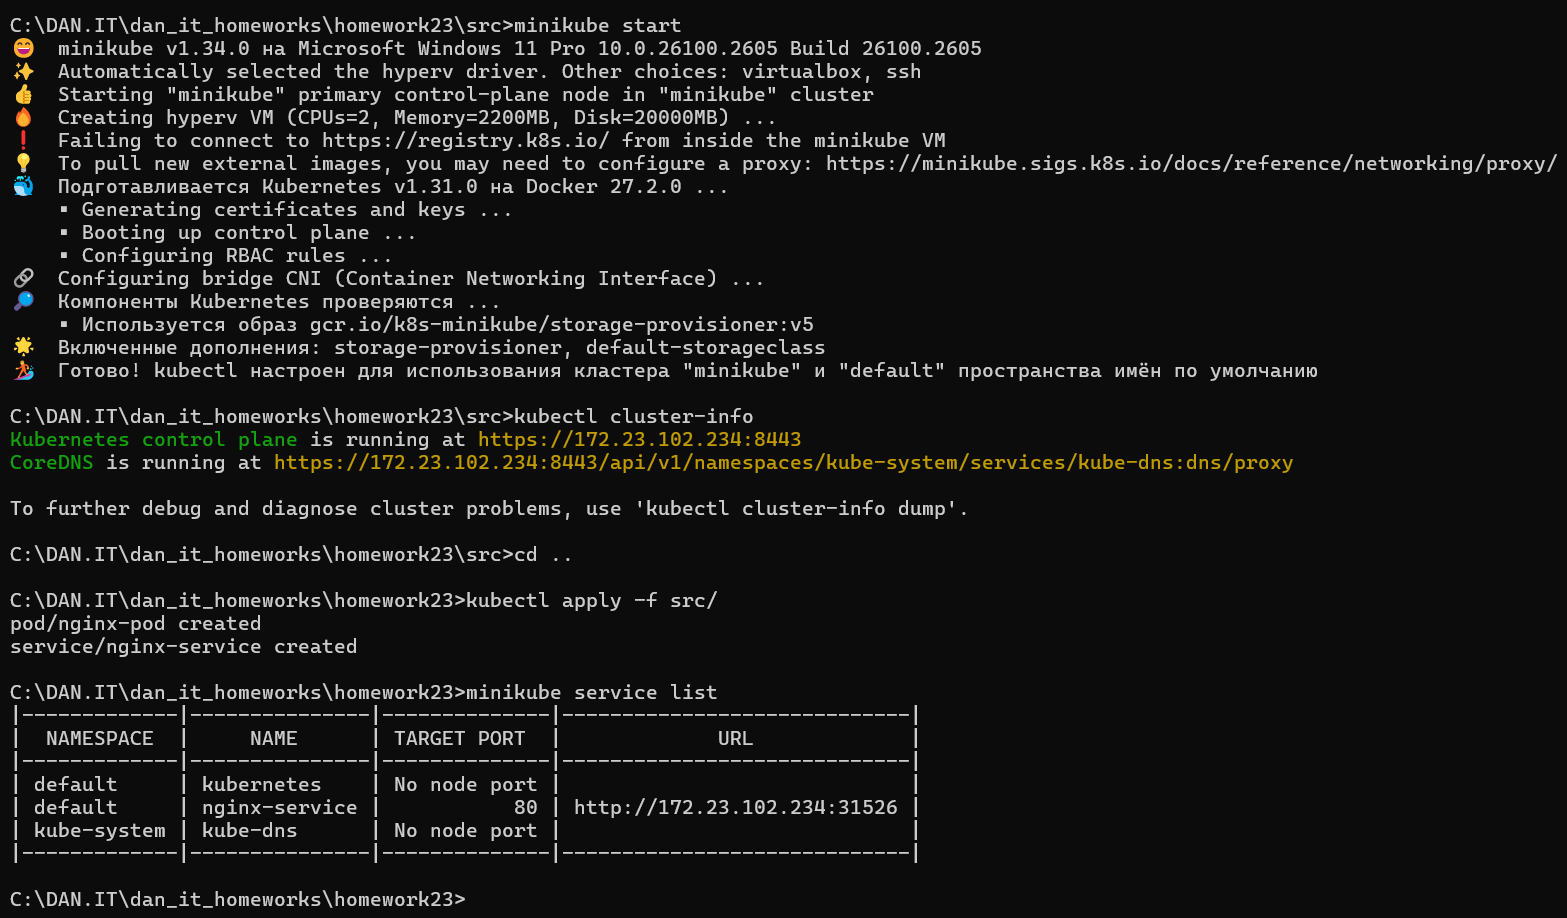 C:\DAN.IT\dan_it_homeworks\homework23\src>minikube start
😄  minikube v1.34.0 на Microsoft Windows 11 Pro 10.0.26100.2605 Build 26100.2605
✨  Automatically selected the hyperv driver. Other choices: virtualbox, ssh
👍  Starting "minikube" primary control-plane node in "minikube" cluster
🔥  Creating hyperv VM (CPUs=2, Memory=2200MB, Disk=20000MB) ...
❗  Failing to connect to https://registry.k8s.io/ from inside the minikube VM
💡  To pull new external images, you may need to configure a proxy: https://minikube.sigs.k8s.io/docs/reference/networking/proxy/
🐳  Подготавливается Kubernetes v1.31.0 на Docker 27.2.0 ...
    ▪ Generating certificates and keys ...
    ▪ Booting up control plane ...
    ▪ Configuring RBAC rules ...
🔗  Configuring bridge CNI (Container Networking Interface) ...
🔎  Компоненты Kubernetes проверяются ...
    ▪ Используется образ gcr.io/k8s-minikube/storage-provisioner:v5
🌟  Включенные дополнения: storage-provisioner, default-storageclass
🏄  Готово! kubectl настроен для использования кластера "minikube" и "default" пространства имён по умолчанию
C:\DAN.IT\dan_it_homeworks\homework23\src>kubectl cluster-info
Kubernetes control plane is running at https://172.23.102.234:8443
CoreDNS is running at https://172.23.102.234:8443/api/v1/namespaces/kube-system/services/kube-dns:dns/proxy
To further debug and diagnose cluster problems, use 'kubectl cluster-info dump'.
C:\DAN.IT\dan_it_homeworks\homework23\src>cd ..
C:\DAN.IT\dan_it_homeworks\homework23>kubectl apply -f src/
pod/nginx-pod created
service/nginx-service created
C:\DAN.IT\dan_it_homeworks\homework23>minikube service list
|-------------|---------------|--------------|-----------------------------|
|  NAMESPACE  |     NAME      | TARGET PORT  |             URL             |
|-------------|---------------|--------------|-----------------------------|
| default     | kubernetes    | No node port |                             |
| default     | nginx-service |           80 | http://172.23.102.234:31526 |
| kube-system | kube-dns      | No node port |                             |
|-------------|---------------|--------------|-----------------------------|
C:\DAN.IT\dan_it_homeworks\homework23>